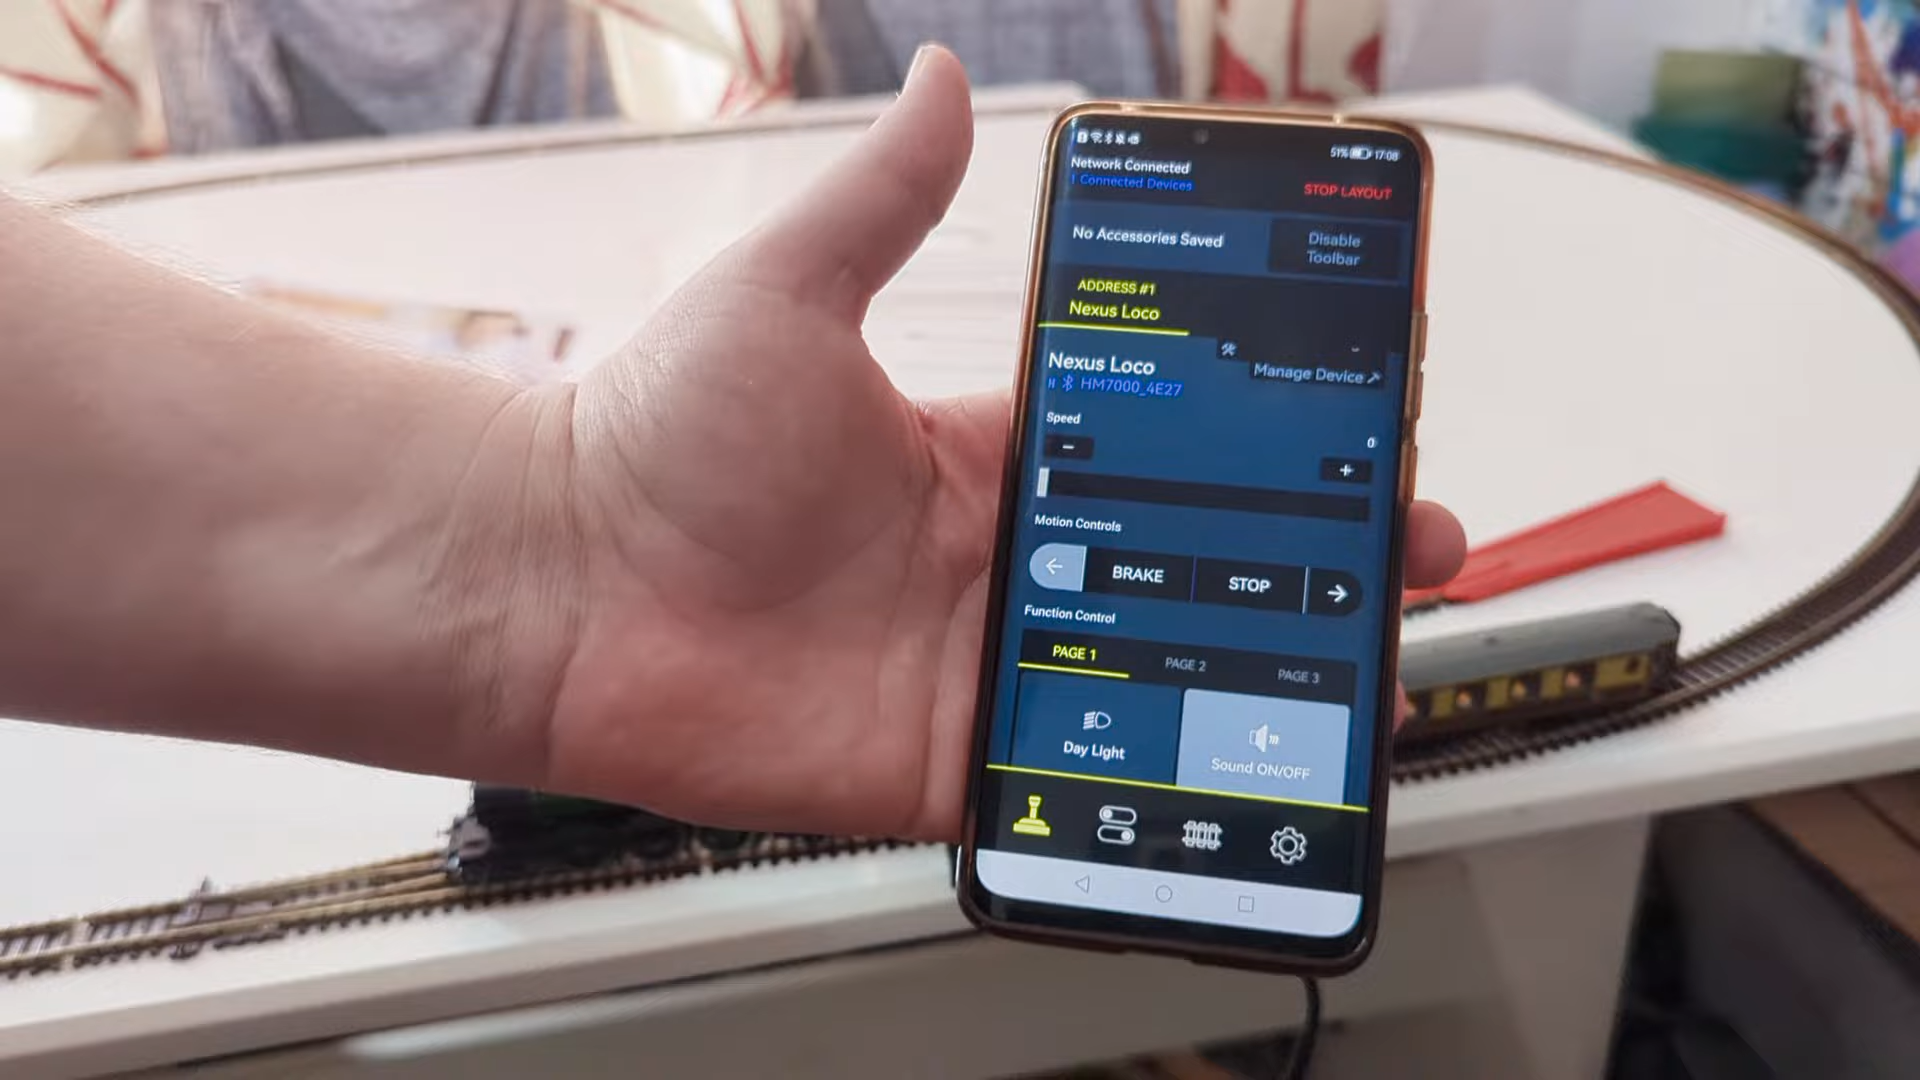 51% 17:08
Network Connected
1 Connected Devices
STOP LAYOUT
No Accessories Saved
Disable
Toolbar
ADDRESS #1
Nexus Loco
Nexus Loco
HM7000_4E27
Manage Device
Speed
0
−
+
Motion Controls
← BRAKE STOP →
Function Control
PAGE 1 PAGE 2 PAGE 3
Day Light
Sound ON/OFF